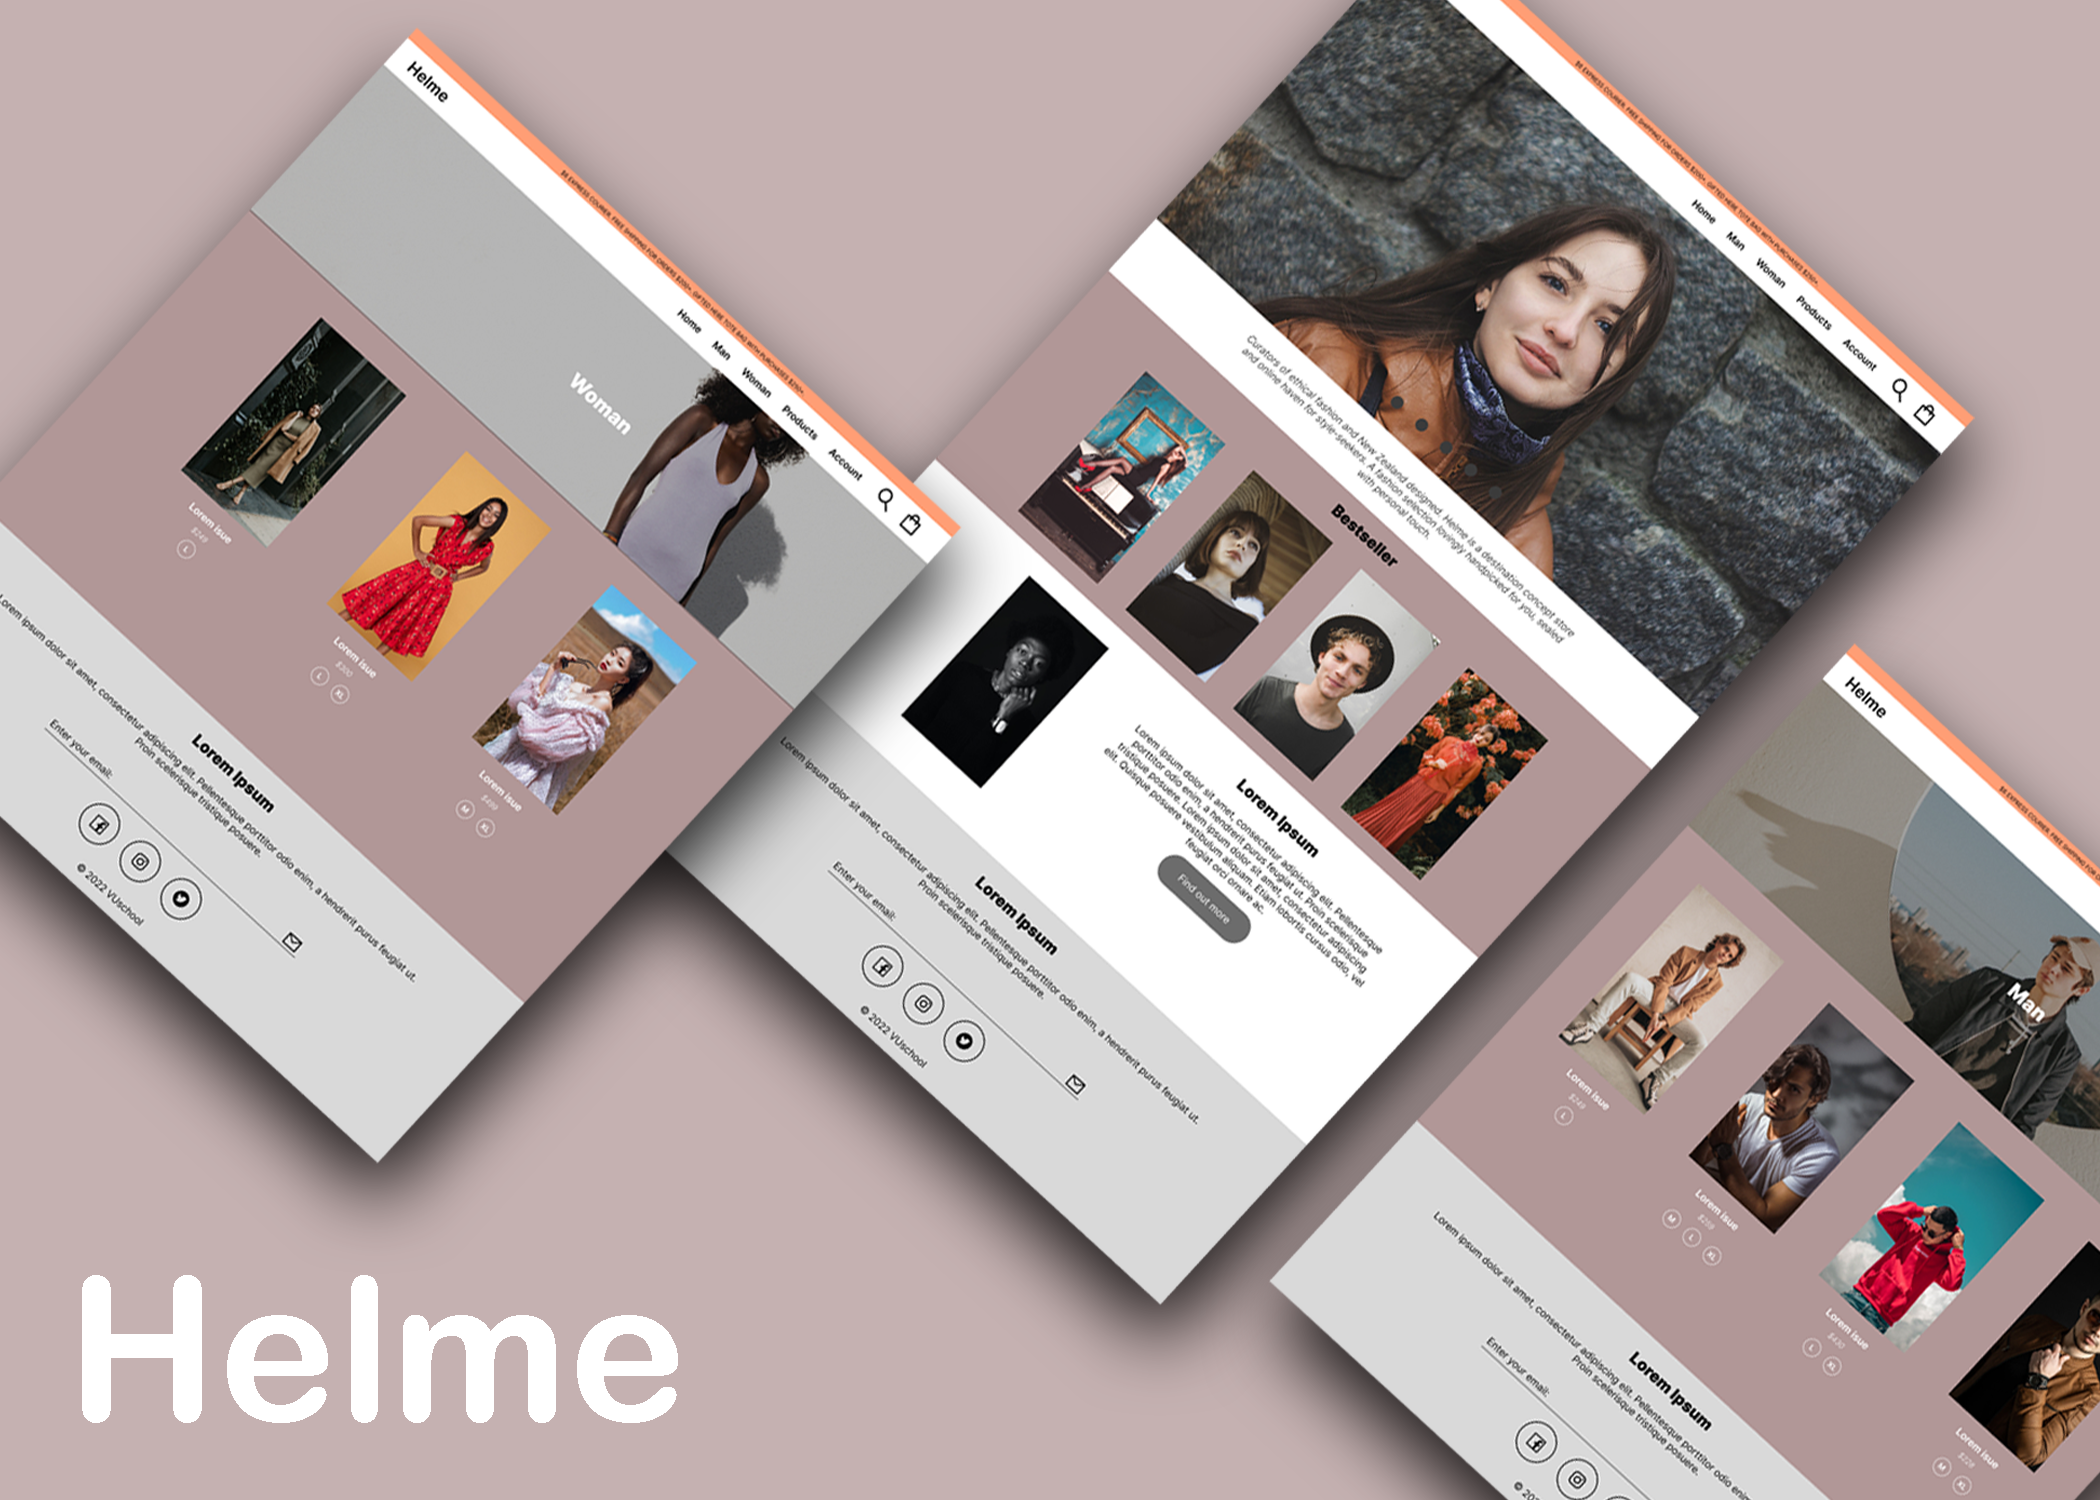 Helme
$6 EXPRESS COURIER. FREE SHIPPING FOR ORDERS $200+. GIFTED HERE TOTE BAG WITH PURCHASES $250+
Home Man Woman Products Account
Woman
Lorem isue
$249
L
Lorem isue
$300
L XL
Lorem isue
$499
M XL
Lorem Ipsum
Lorem ipsum dolor sit amet, consectetur adipiscing elit. Pellentesque porttitor odio enim, a hendrerit purus feugiat ut.
Proin scelerisque tristique posuere.
Enter your email:
© 2022 VUschool
$6 EXPRESS COURIER. FREE SHIPPING FOR ORDERS $200+. GIFTED HERE TOTE BAG WITH PURCHASES $250+
Home Man Woman Products Account
Curators of ethical fashion and New Zealand designed. Helme is a destination concept store
and online haven for style-seekers. A fashion selection lovingly handpicked for you, sealed
with personal touch.
Bestseller
Lorem Ipsum
Lorem ipsum dolor sit amet, consectetur adipiscing elit. Pellentesque
porttitor odio enim, a hendrerit purus feugiat ut. Proin scelerisque
tristique posuere. Lorem ipsum dolor sit amet, consectetur adipiscing
elit. Quisque posuere vestibulum aliquam. Etiam lobortis cursus odio, vel
feugiat orci ornare ac.
Find out more
Lorem Ipsum
Lorem ipsum dolor sit amet, consectetur adipiscing elit. Pellentesque porttitor odio enim, a hendrerit purus feugiat ut.
Proin scelerisque tristique posuere.
Enter your email:
© 2022 VUschool
Helme
$6 EXPRESS COURIER. FREE SHIPPING FOR
Man
Lorem isue
$249
L
Lorem isue
M L XL
Lorem isue
$430
L XL
Lorem isue
M XL
Lorem Ipsum
Lorem ipsum dolor sit amet, consectetur adipiscing elit. Pellentesque porttitor odio enim,
Proin scelerisque tristique posuere.
Enter your email:
© 202
Helme